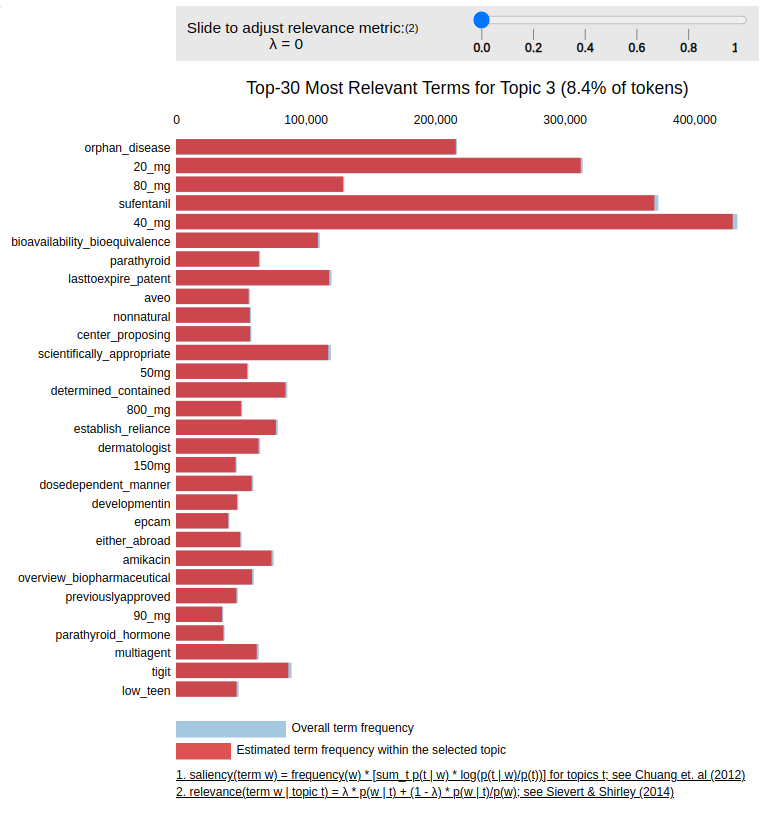 Slide to adjust relevance metric:(2)
λ = 0
0.0 0.2 0.4 0.6 0.8 1
Top-30 Most Relevant Terms for Topic 3 (8.4% of tokens)
0 100,000 200,000 300,000 400,000
orphan_disease
20_mg
80_mg
sufentanil
40_mg
bioavailability_bioequivalence
parathyroid
lasttoexpire_patent
aveo
nonnatural
center_proposing
scientifically_appropriate
50mg
determined_contained
800_mg
establish_reliance
dermatologist
150mg
dosedependent_manner
developmentin
epcam
either_abroad
amikacin
overview_biopharmaceutical
previouslyapproved
90_mg
parathyroid_hormone
multiagent
tigit
low_teen
Overall term frequency
Estimated term frequency within the selected topic
1. saliency(term w) = frequency(w) * [sum_t p(t | w) * log(p(t | w)/p(t))] for topics t; see Chuang et. al (2012)
2. relevance(term w | topic t) = λ * p(w | t) + (1 - λ) * p(w | t)/p(w); see Sievert & Shirley (2014)